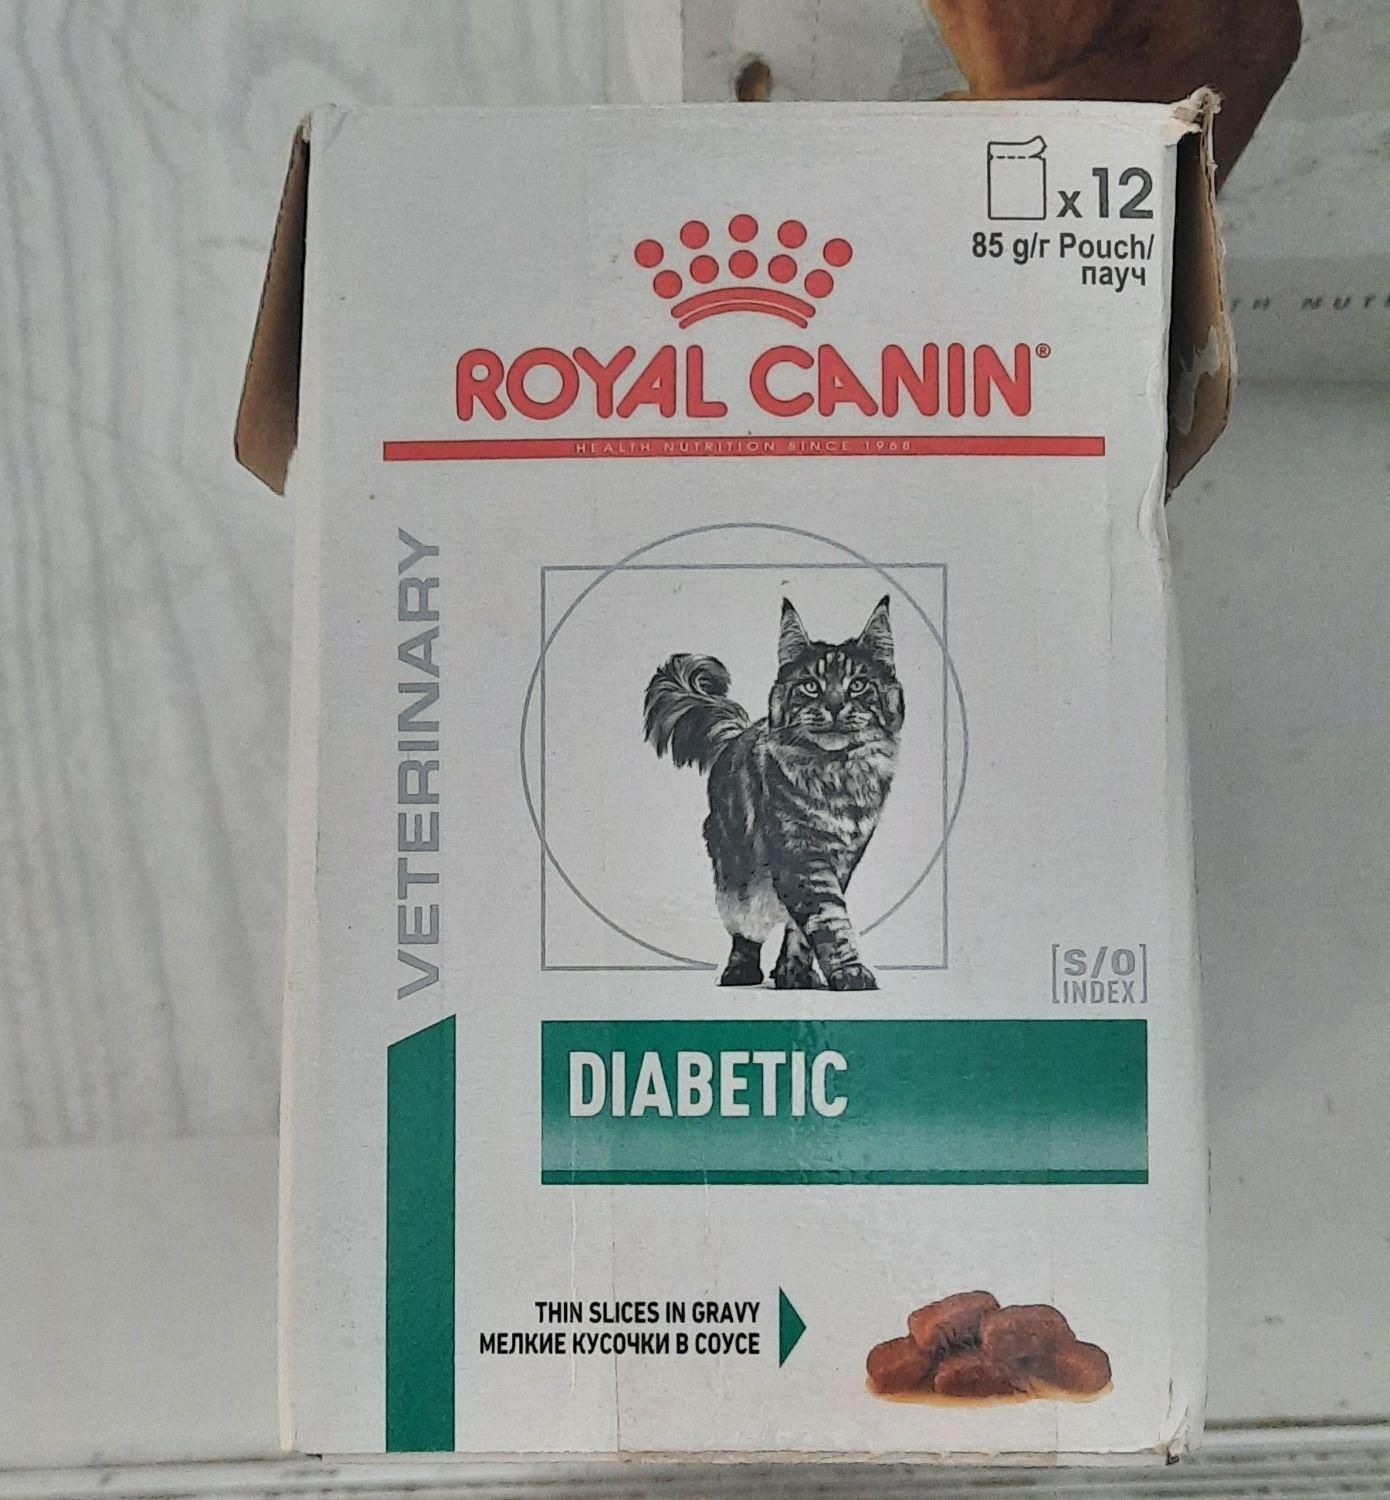 x12
85 g/г Pouch/
пауч
ROYAL CANIN®
HEALTH NUTRITION SINCE 1968
VETERINARY
[S/O
INDEX]
DIABETIC
THIN SLICES IN GRAVY
МЕЛКИЕ КУСОЧКИ В СОУСЕ